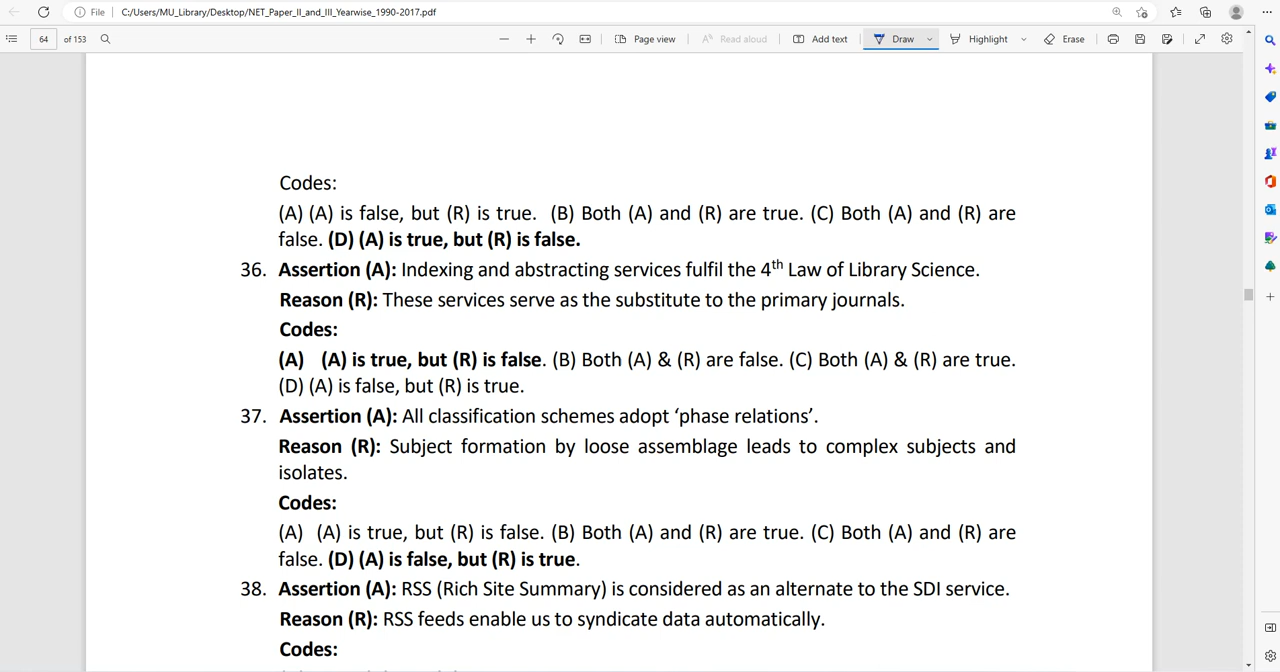 File
C:/Users/MU_Library/Desktop/NET_Paper_II_and_III_Yearwise_1990-2017.pdf
64 of 153
Page view
Read aloud
Add text
Draw
Highlight
Erase
Codes:
(A) (A) is false, but (R) is true. (B) Both (A) and (R) are true. (C) Both (A) and (R) are
false. (D) (A) is true, but (R) is false.
36. Assertion (A): Indexing and abstracting services fulfil the 4th Law of Library Science.
Reason (R): These services serve as the substitute to the primary journals.
Codes:
(A) (A) is true, but (R) is false. (B) Both (A) & (R) are false. (C) Both (A) & (R) are true.
(D) (A) is false, but (R) is true.
37. Assertion (A): All classification schemes adopt ‘phase relations’.
Reason (R): Subject formation by loose assemblage leads to complex subjects and
isolates.
Codes:
(A) (A) is true, but (R) is false. (B) Both (A) and (R) are true. (C) Both (A) and (R) are
false. (D) (A) is false, but (R) is true.
38. Assertion (A): RSS (Rich Site Summary) is considered as an alternate to the SDI service.
Reason (R): RSS feeds enable us to syndicate data automatically.
Codes: